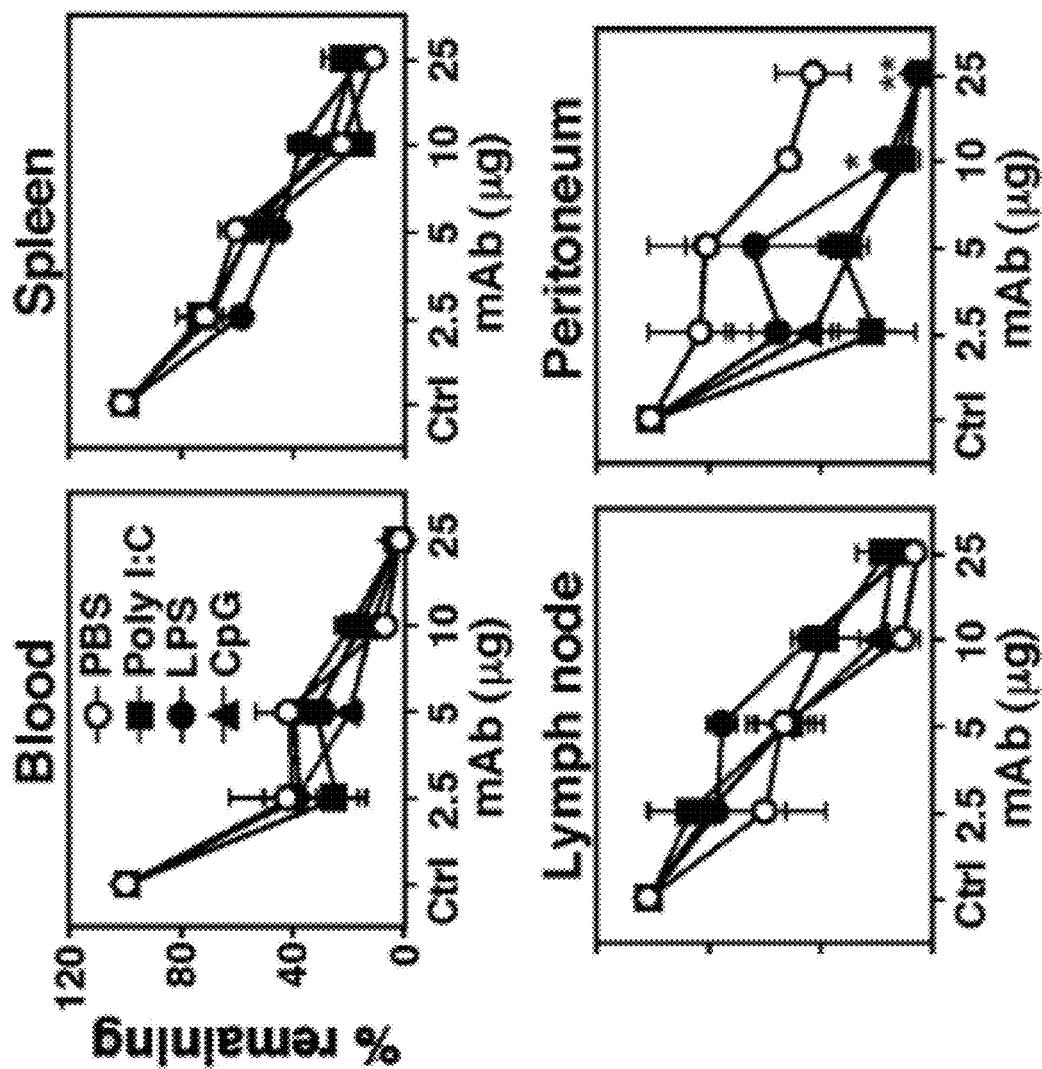 Blood
PBS
Poly I:C
LPS
CpG
% remaining
120
80
40
0
Ctrl 2.5 5 10 25
mAb (μg)
Spleen
Ctrl 2.5 5 10 25
mAb (μg)
Lymph node
Ctrl 2.5 5 10 25
mAb (μg)
Peritoneum
*
**
Ctrl 2.5 5 10 25
mAb (μg)